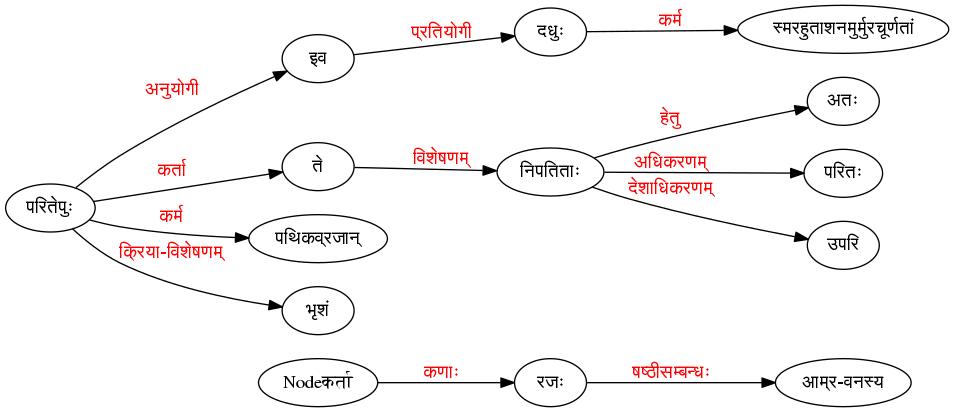 कर्म
स्मरहुताशनमुर्मुरचूर्णतां
दधुः
प्रतियोगी
इव
अनुयोगी
अतः
हेतु
कर्ता
ते
विशेषणम्
निपतिताः
अधिकरणम्
परितः
देशाधिकरणम्
परितेपुः
कर्म
पथिकव्रजान्
उपरि
क्रिया-विशेषणम्
भृशं
Nodeकर्ता
कणाः
रजः
षष्ठीसम्बन्धः
आम्र-वनस्य